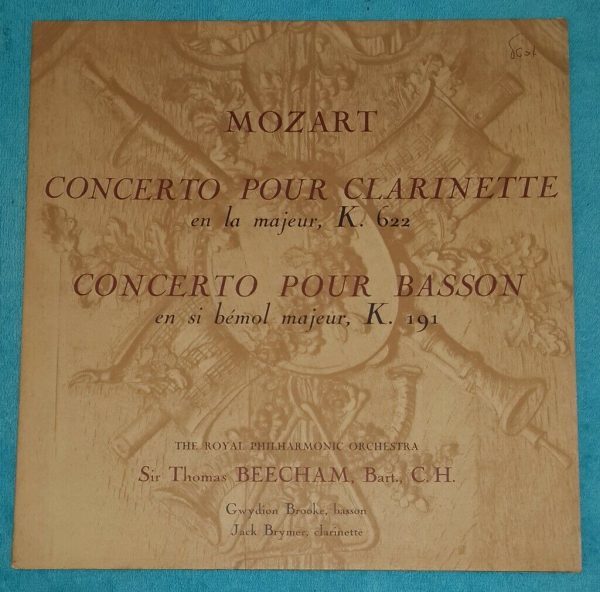 MOZART
CONCERTO POUR CLARINETTE
en la majeur, K. 622
CONCERTO POUR BASSON
en si bémol majeur, K. 191
THE ROYAL PHILHARMONIC ORCHESTRA
Sir Thomas BEECHAM, Bart., C.H.
Gwydion Brooke, basson
Jack Brymer, clarinette